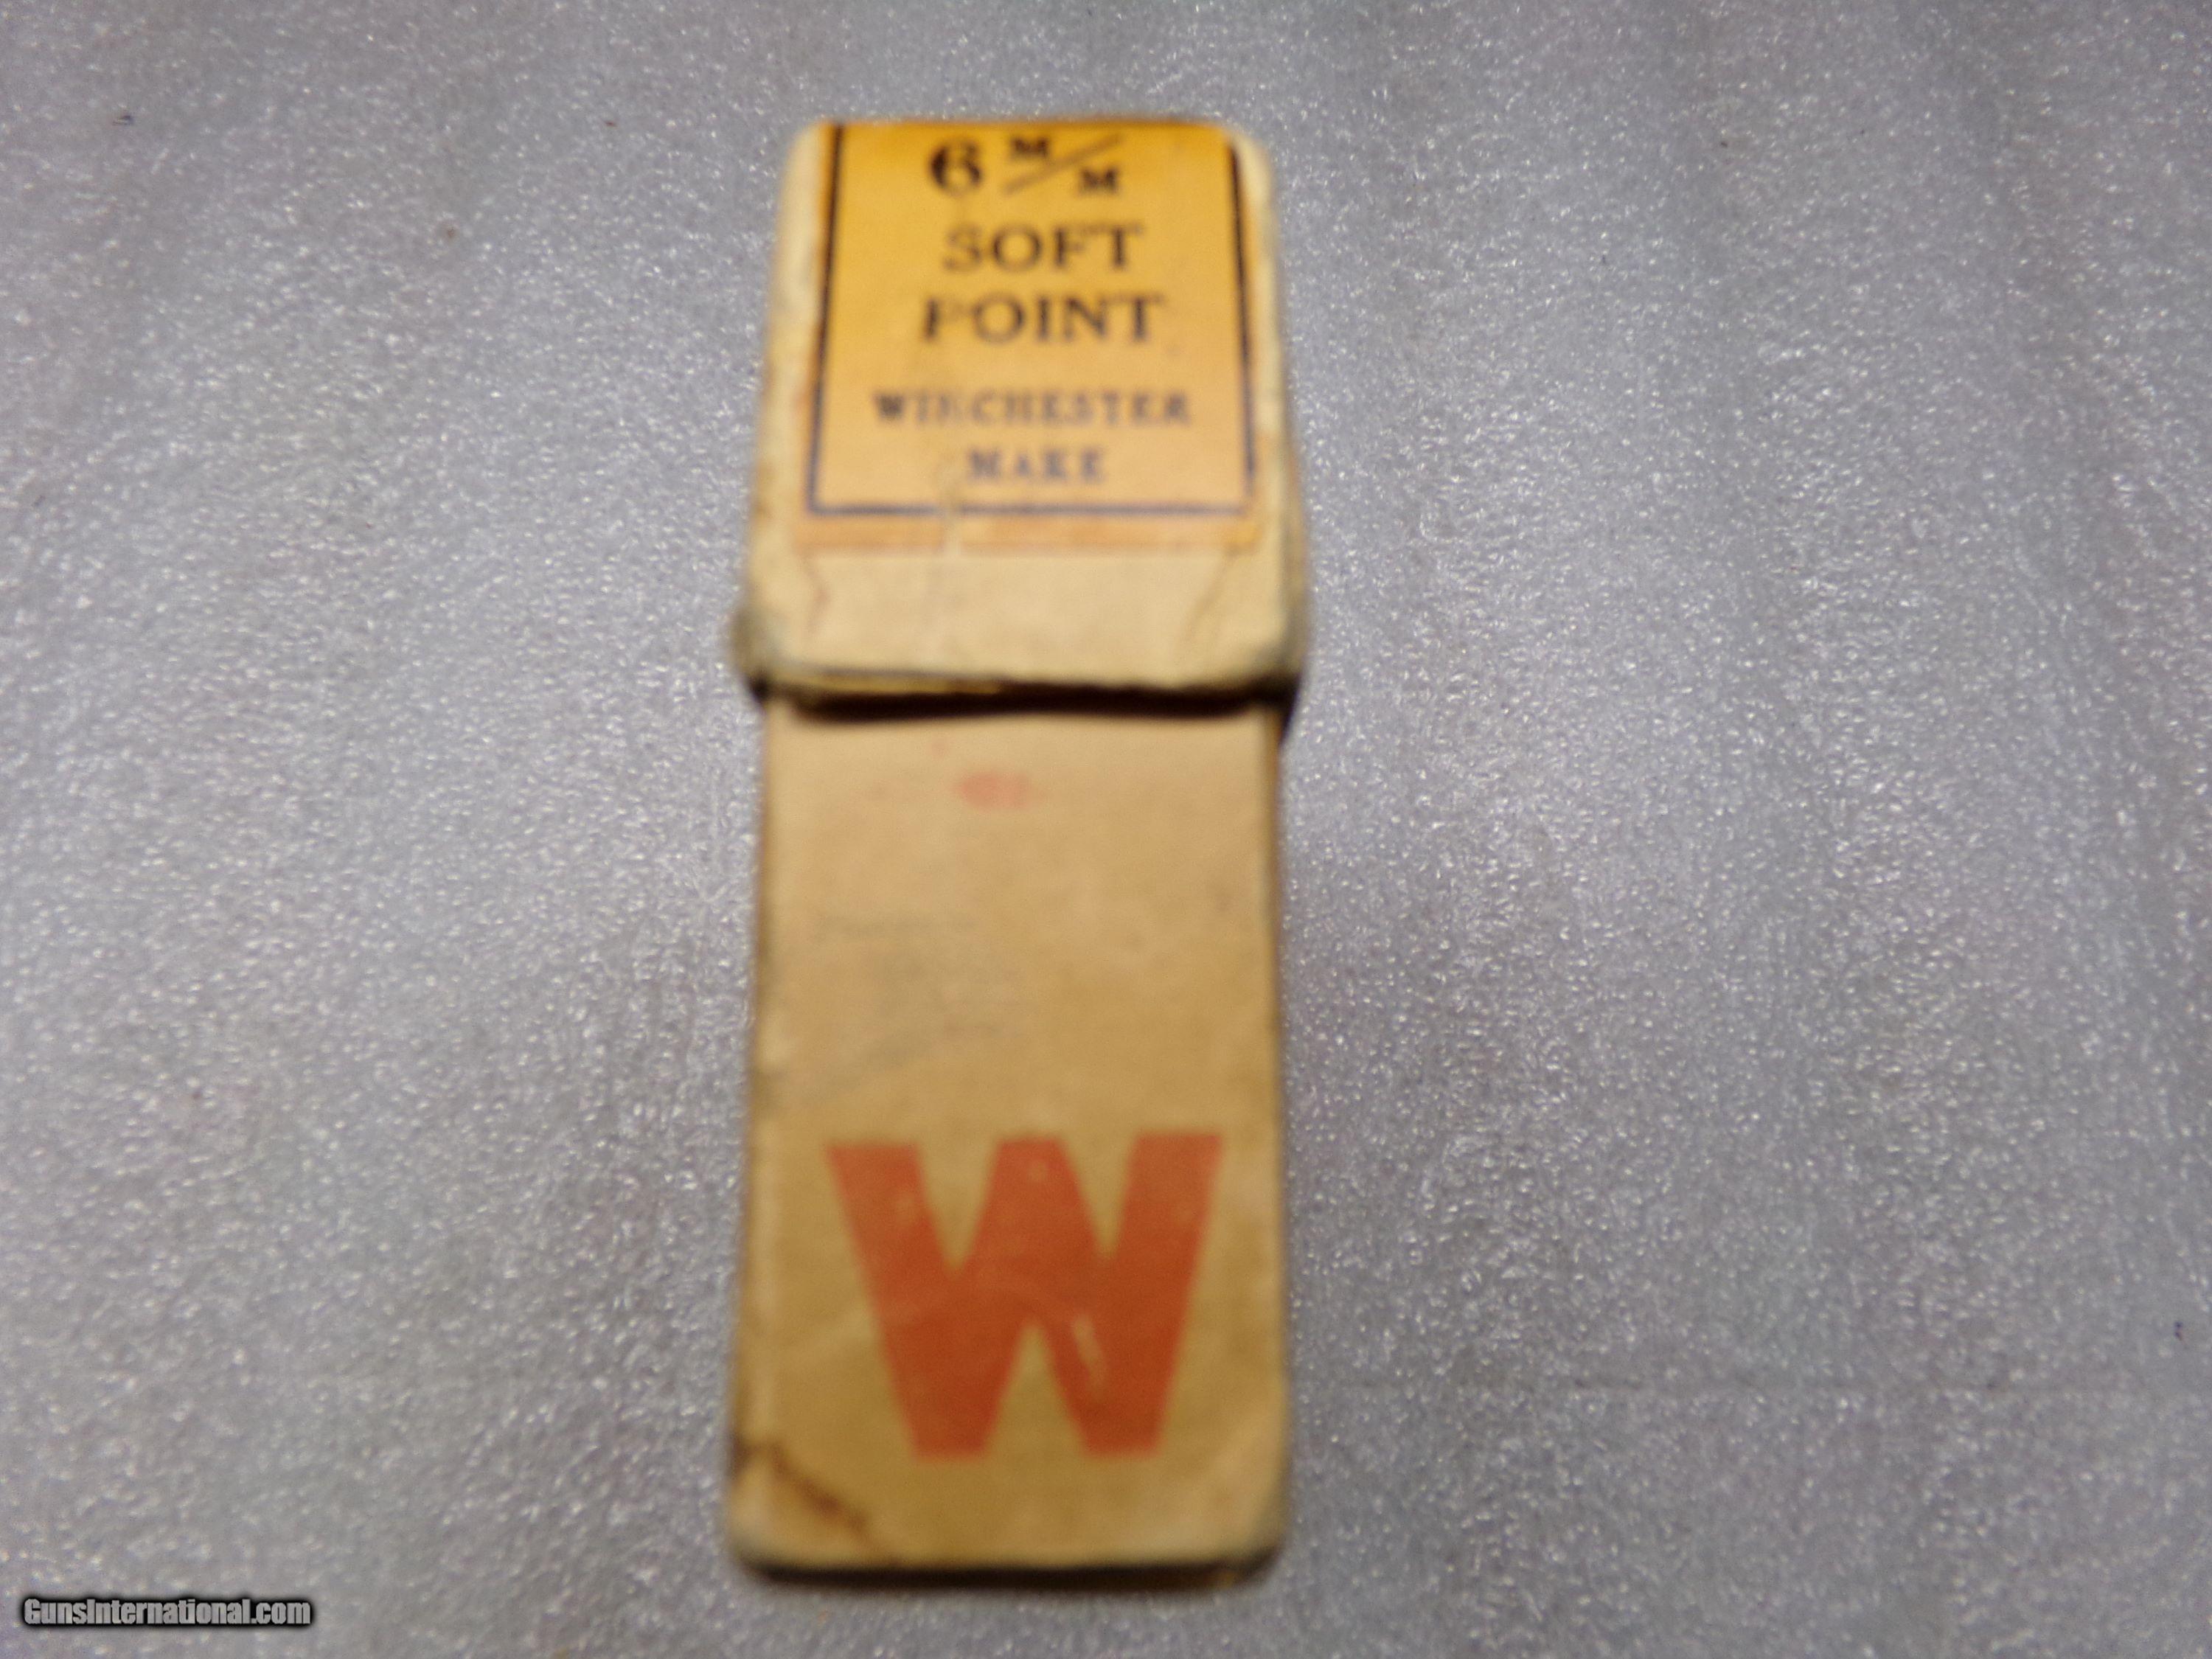 6 M/M
SOFT
POINT
WINCHESTER
MAKE
W
GunsInternational.com